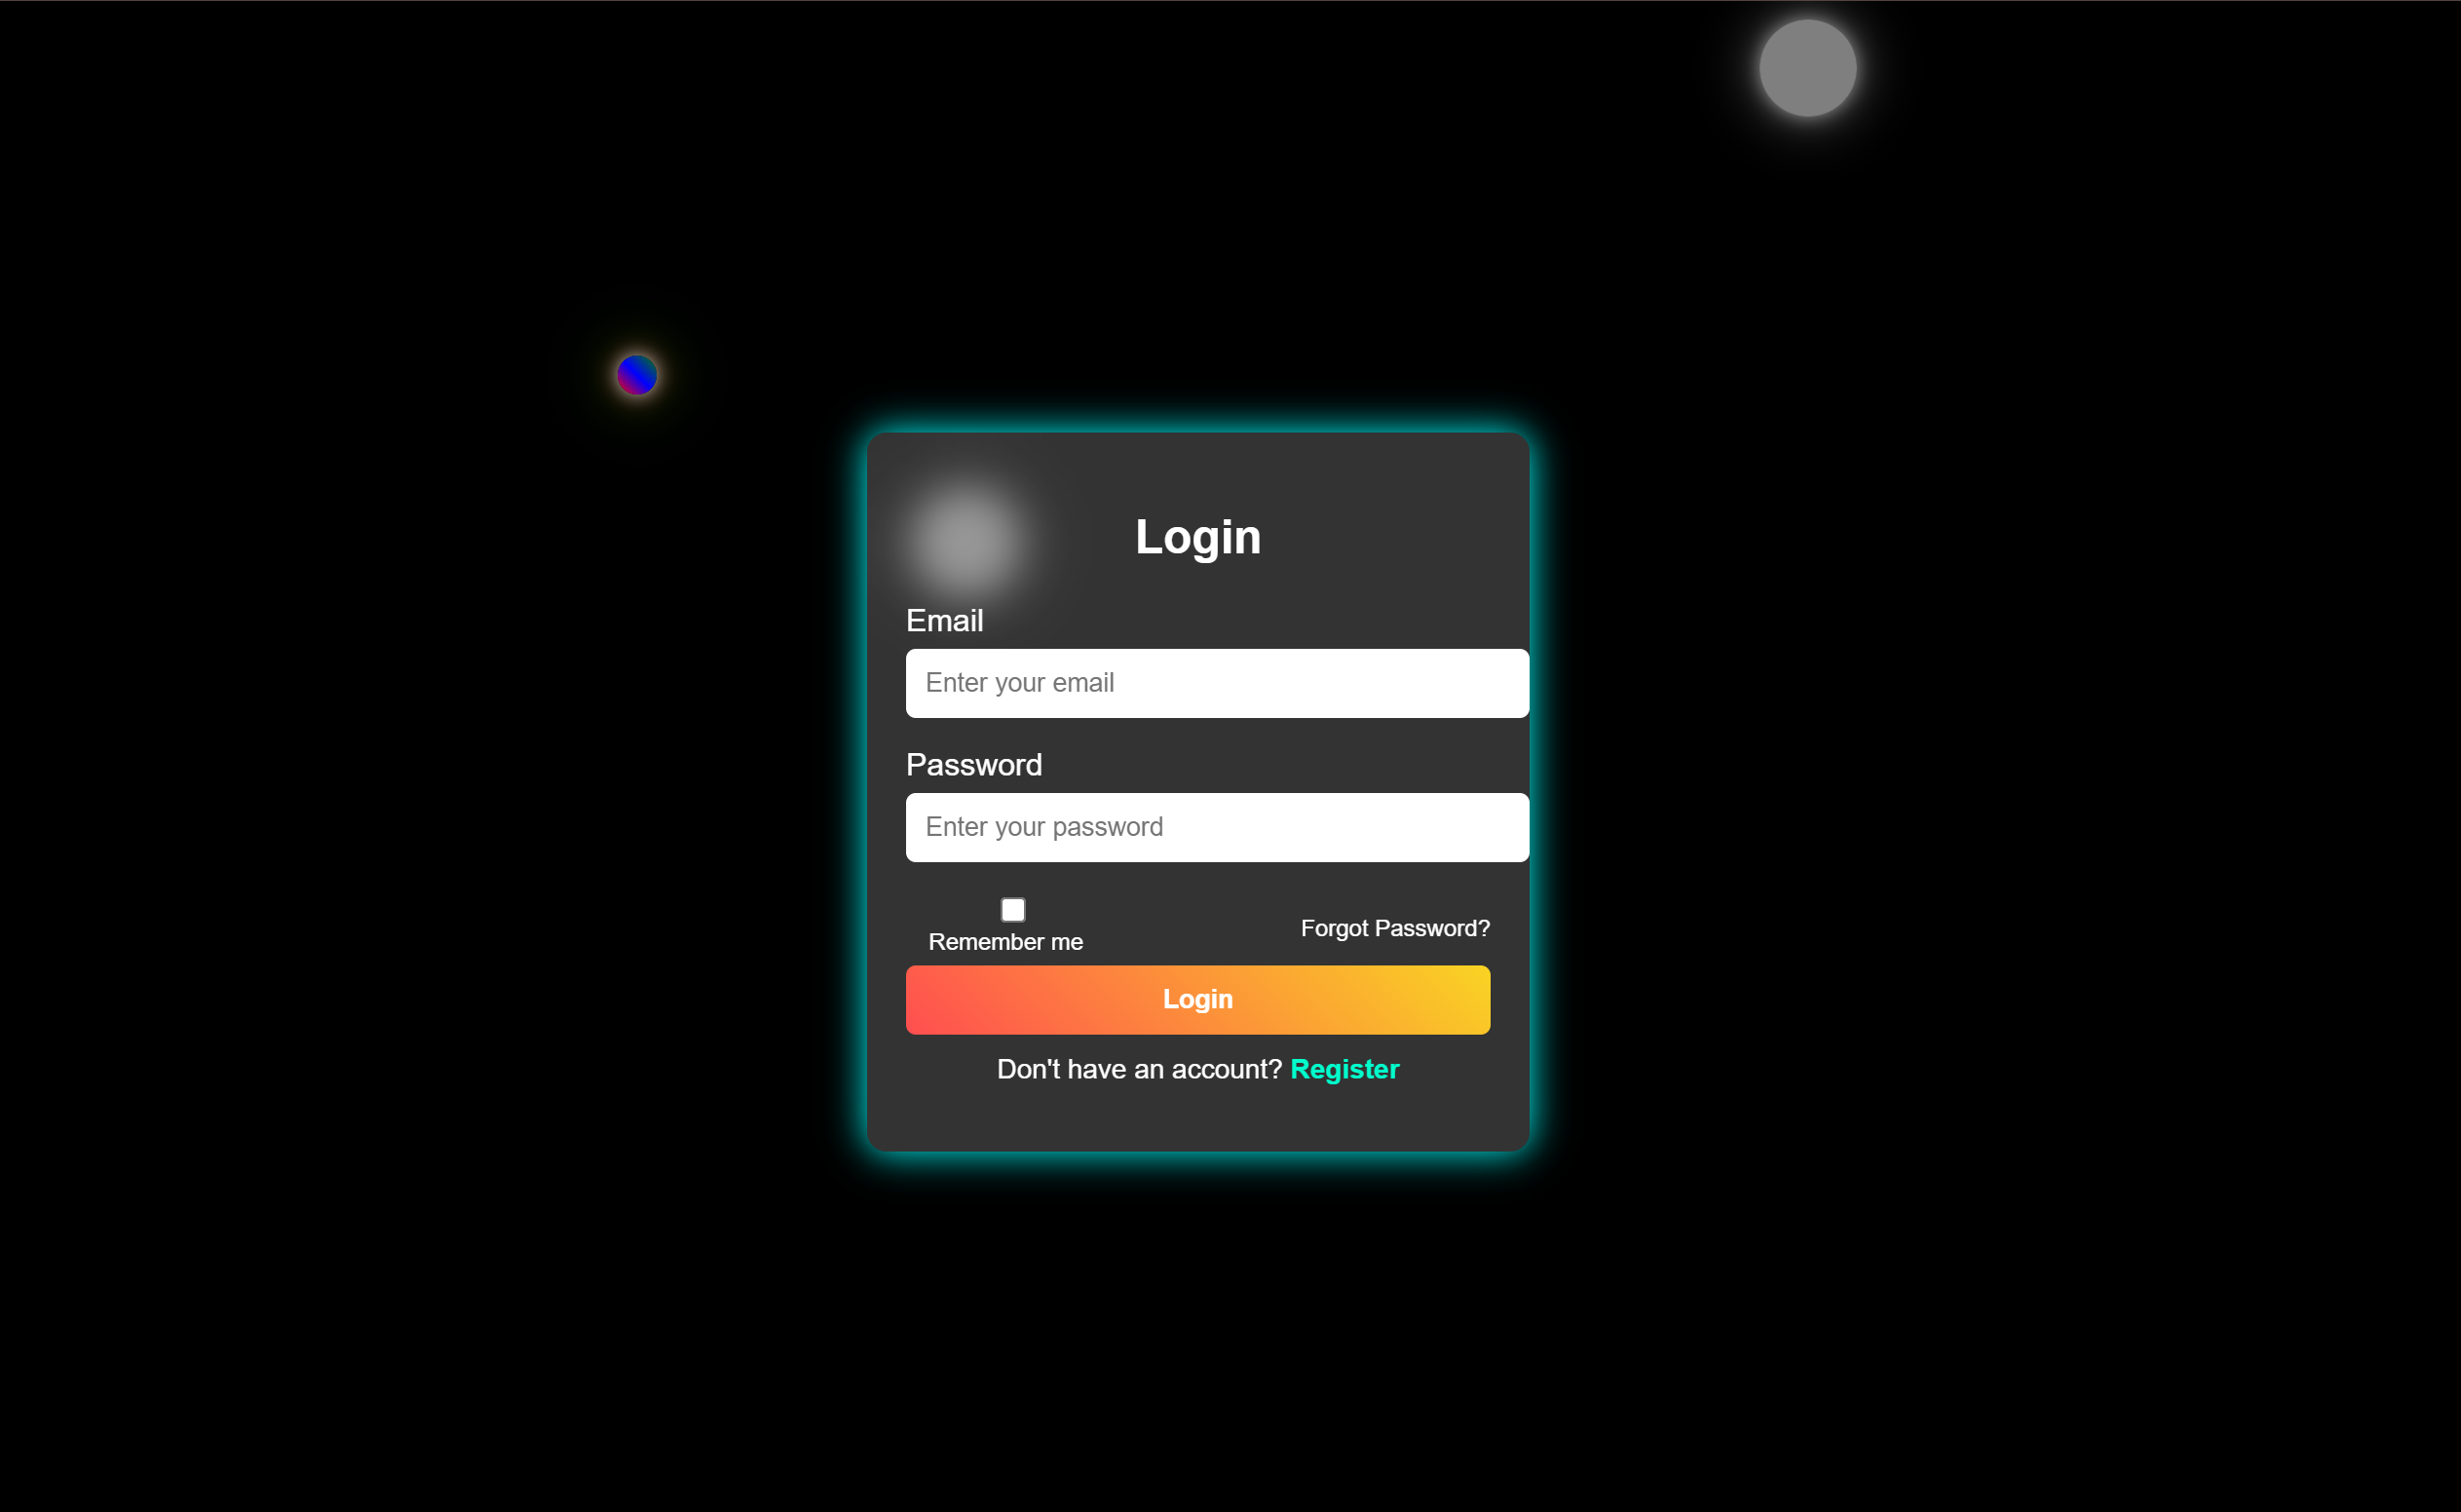 Login
Email
Enter your email
Password
Enter your password
Remember me
Forgot Password?
Login
Don't have an account? Register